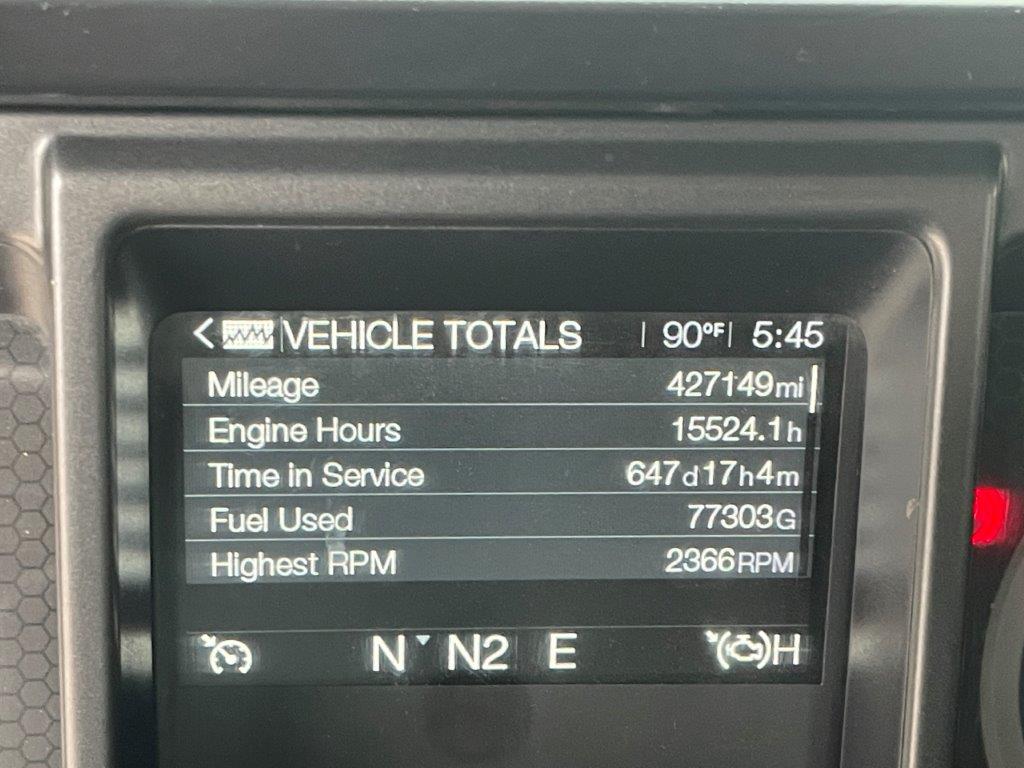 < VEHICLE TOTALS | 90°F | 5:45
Mileage 427149mi
Engine Hours 15524.1h
Time in Service 647d17h4m
Fuel Used 77303G
Highest RPM 2366RPM
N N2 E H